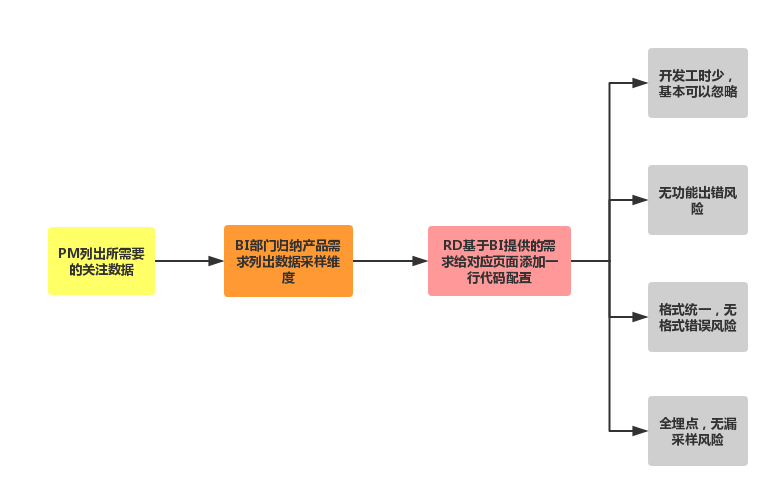 PM列出所需要
的关注数据
BI部门归纳产品需
求列出数据采样维
度
RD基于BI提供的需
求给对应页面添加一
行代码配置
开发工时少，
基本可以忽略
无功能出错风
险
格式统一，无
格式错误风险
全埋点，无漏
采样风险